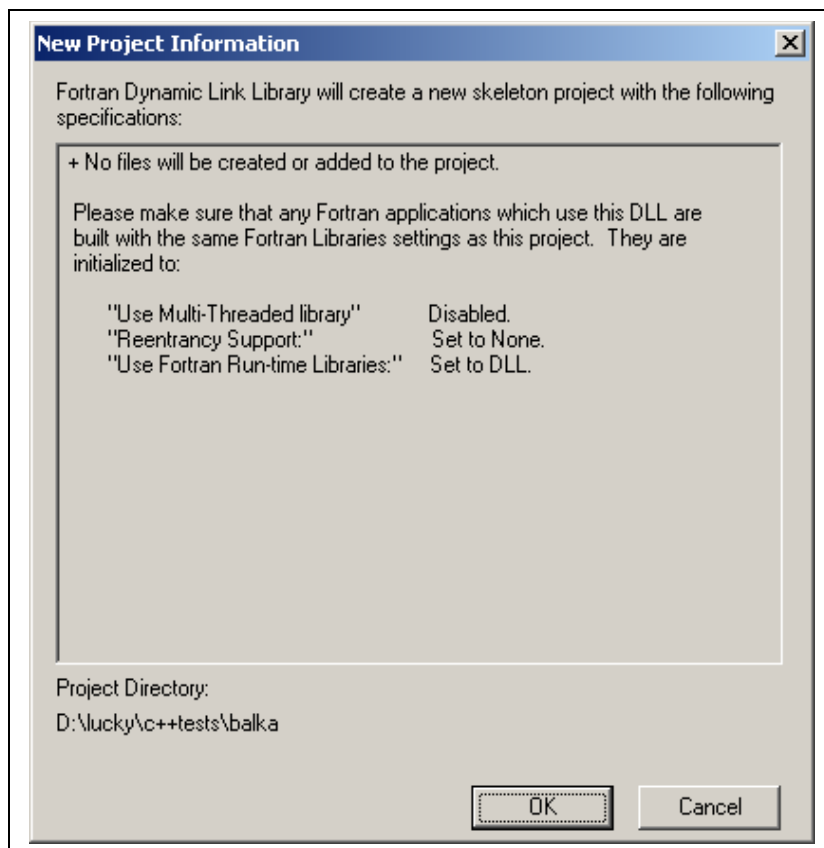 New Project Information
Fortran Dynamic Link Library will create a new skeleton project with the following
specifications:
+ No files will be created or added to the project.
Please make sure that any Fortran applications which use this DLL are
built with the same Fortran Libraries settings as this project. They are
initialized to:
"Use Multi-Threaded library" Disabled.
"Reentrancy Support:" Set to None.
"Use Fortran Run-time Libraries:" Set to DLL.
Project Directory:
D:\lucky\c++tests\balka
OK Cancel